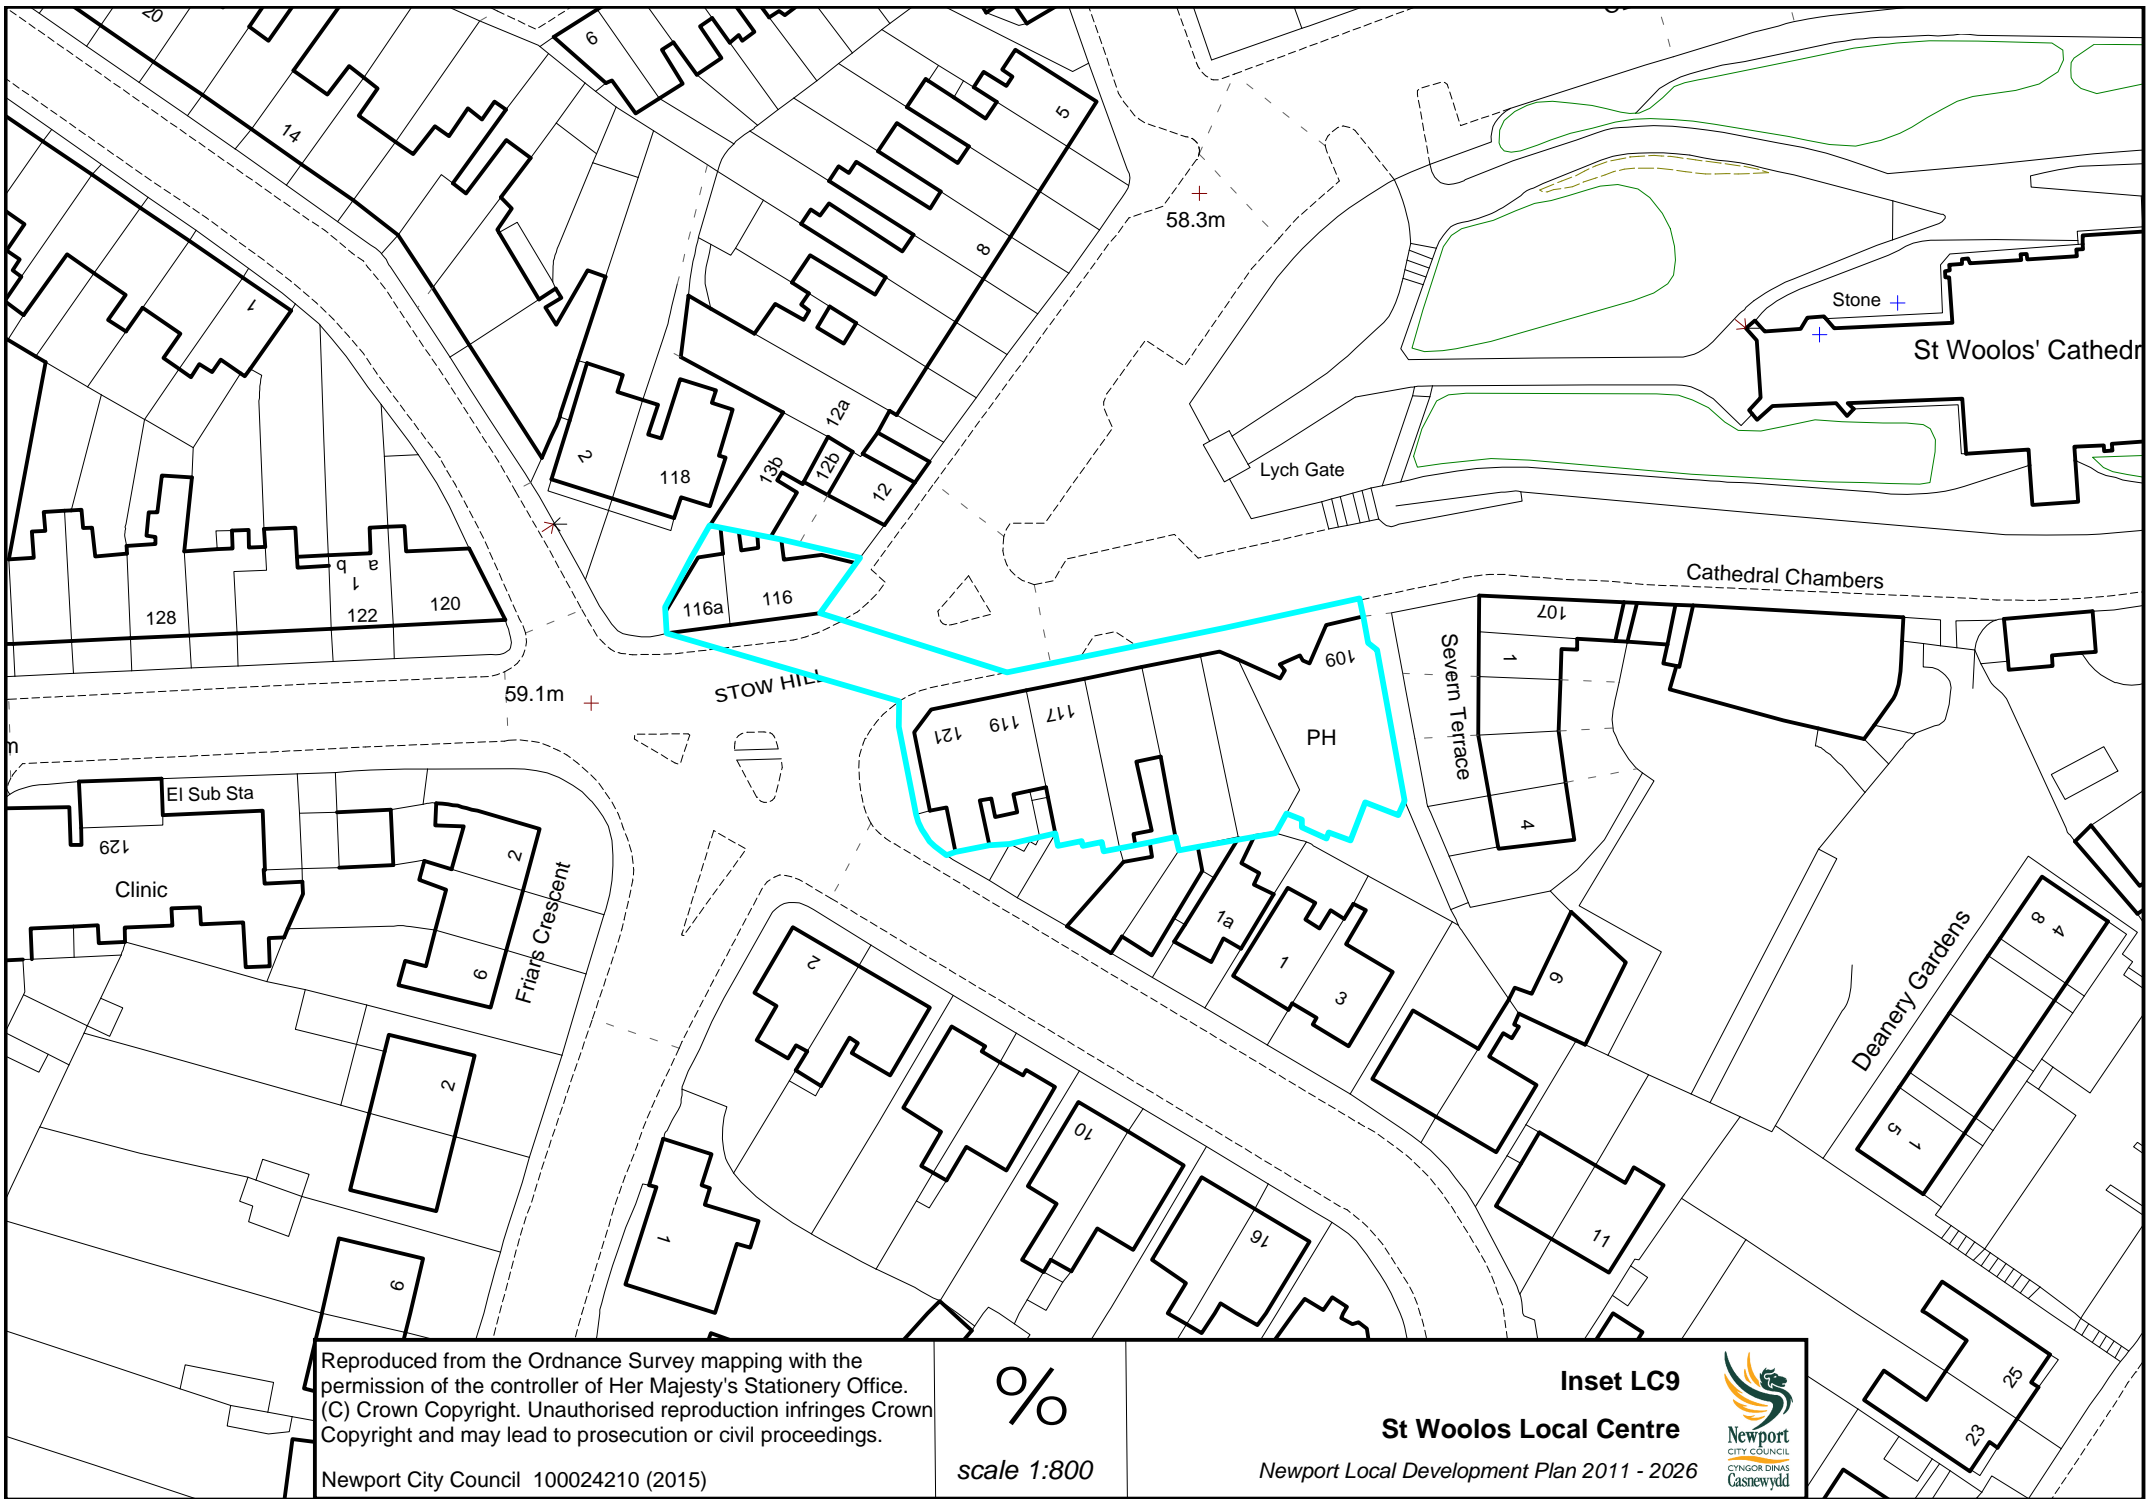 20
6
14
5
58.3m
8
1
Stone
St Woolos' Cathedr
12a
2
118
13b
12b
12
Lych Gate
a
b
1
128
122
120
116a
116
Cathedral Chambers
107
109
Severn Terrace
1
59.1m
STOW HILL
121
119
117
PH
m
El Sub Sta
129
Clinic
2
6
Friars Crescent
4
1a
1
3
9
8
4
Deanery Gardens
5
1
2
2
10
1
16
11
9
25
23
Reproduced from the Ordnance Survey mapping with the
permission of the controller of Her Majesty's Stationery Office.
(C) Crown Copyright. Unauthorised reproduction infringes Crown
Copyright and may lead to prosecution or civil proceedings.
Newport City Council 100024210 (2015)
%
scale 1:800
Inset LC9
St Woolos Local Centre
Newport Local Development Plan 2011 - 2026
Newport
CITY COUNCIL
CYNGOR DINAS
Casnewydd